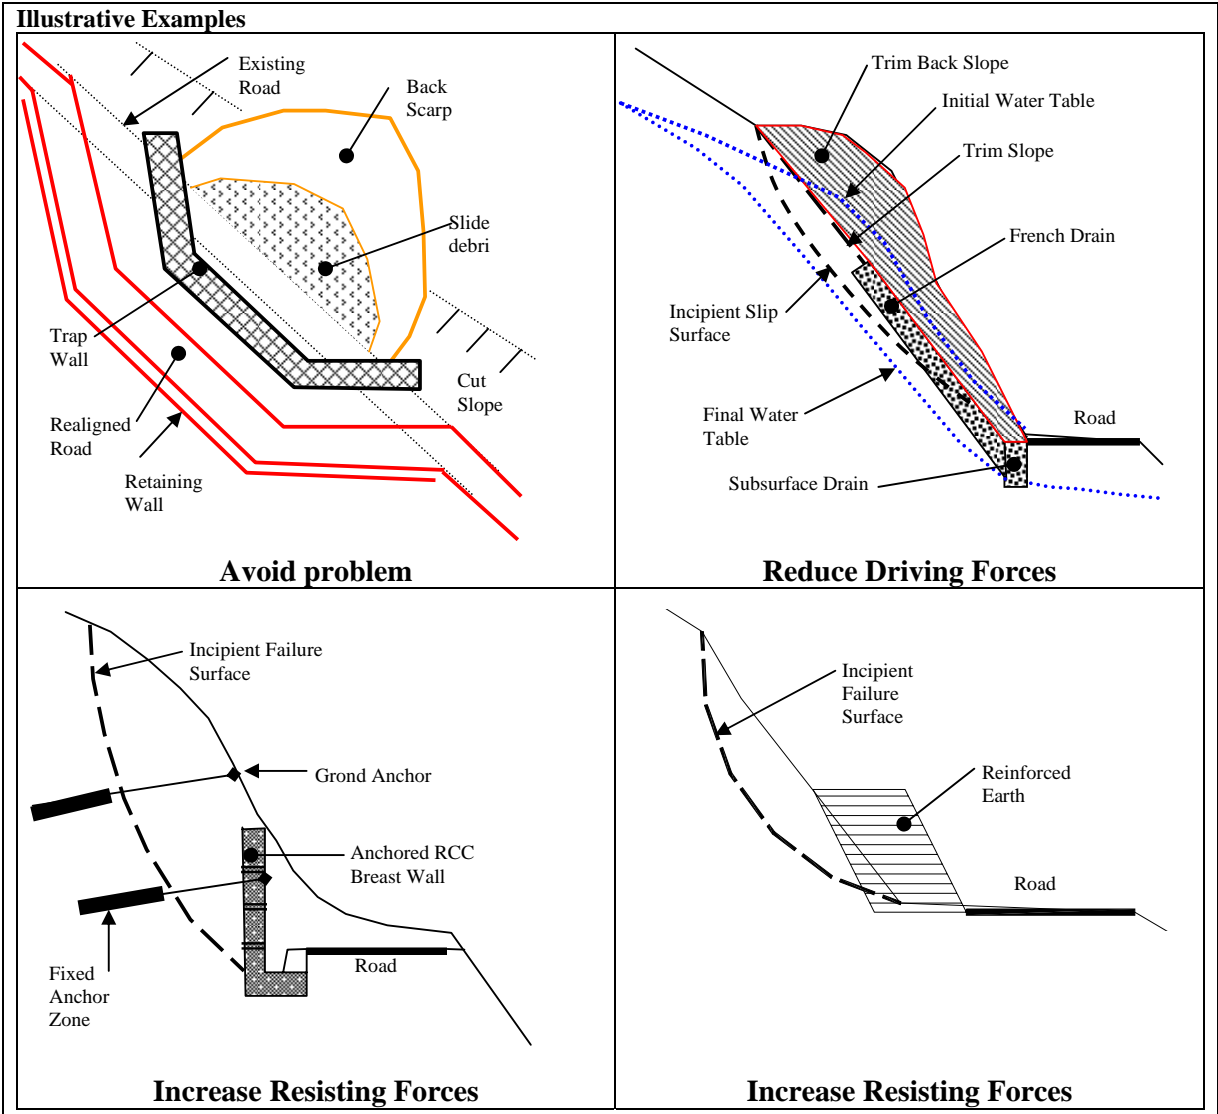 Illustrative Examples
Existing
Road
Back
Scarp
Slide
debri
Trap
Wall
Realigned
Road
Retaining
Wall
Cut
Slope
Avoid problem
Trim Back Slope
Initial Water Table
Trim Slope
French Drain
Incipient Slip
Surface
Final Water
Table
Road
Subsurface Drain
Reduce Driving Forces
Incipient Failure
Surface
Grond Anchor
Anchored RCC
Breast Wall
Road
Fixed
Anchor
Zone
Increase Resisting Forces
Incipient
Failure
Surface
Reinforced
Earth
Road
Increase Resisting Forces